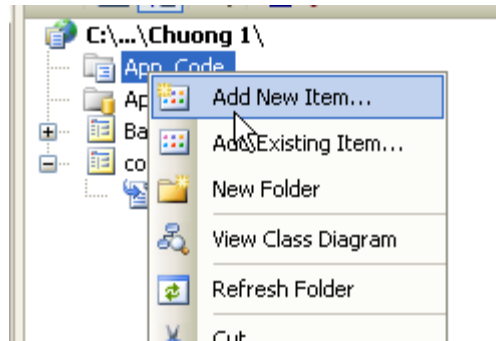 C:\...\Chuong 1\
App_Code
Ap
Add New Item...
Ba
Add Existing Item...
co
New Folder
View Class Diagram
Refresh Folder
Cut